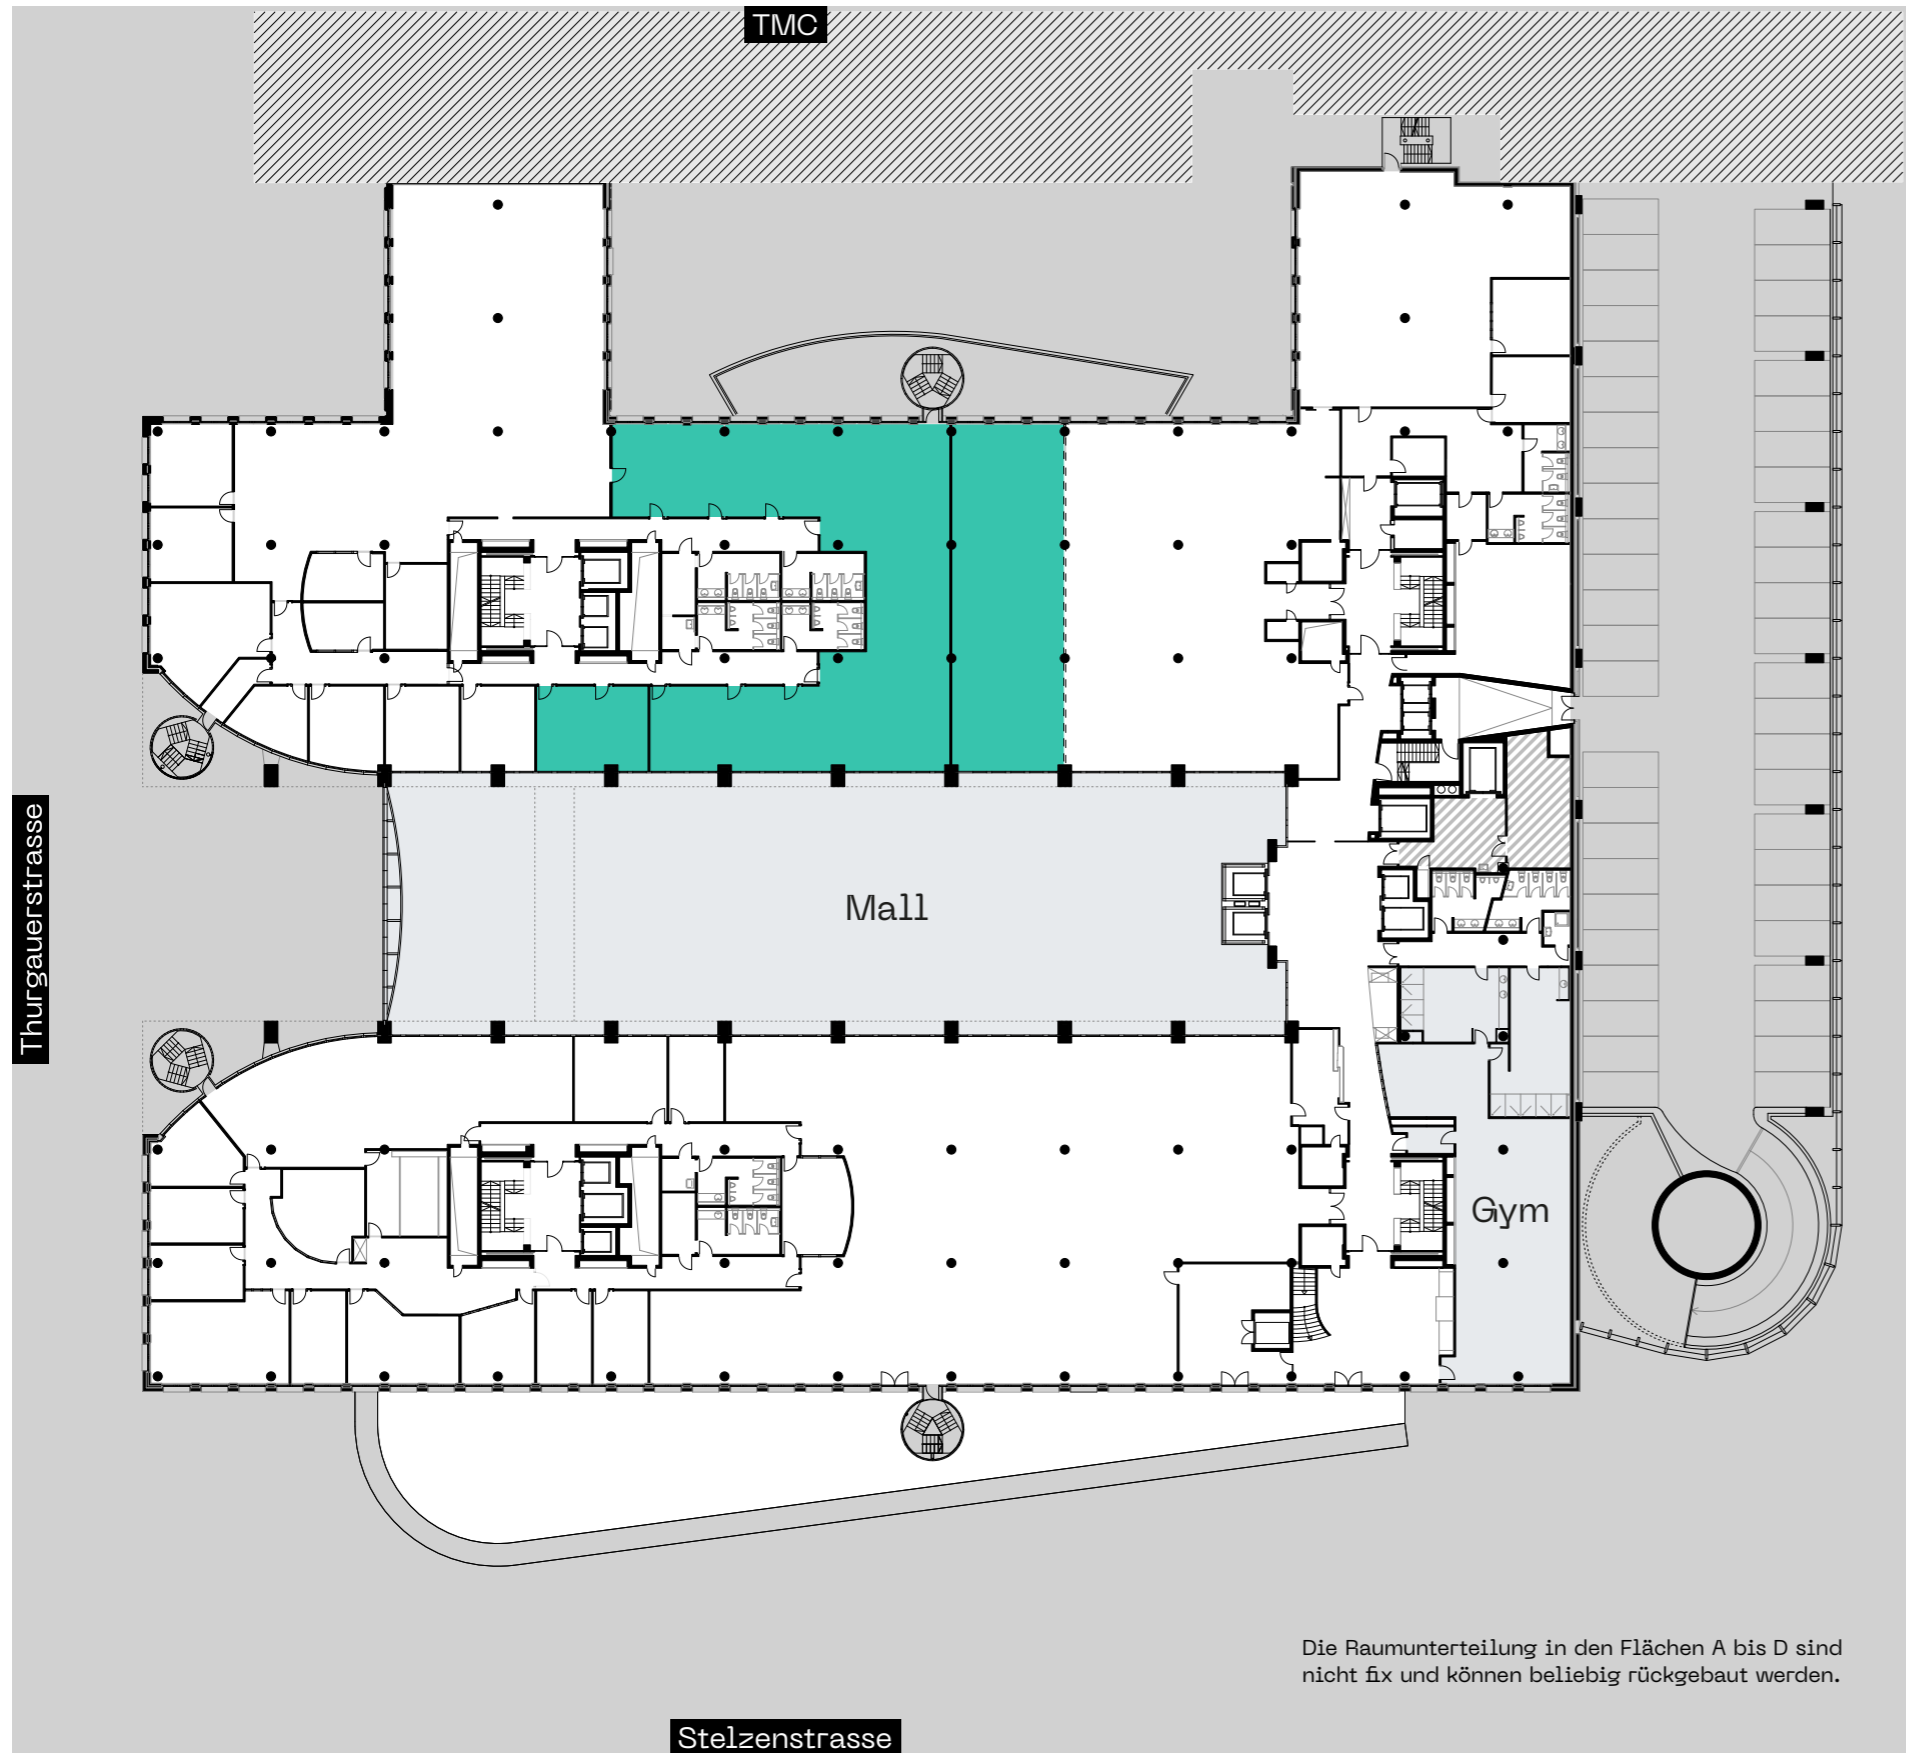 TMC
Thurgauerstrasse
Mall
Gym
Die Raumunterteilung in den Flächen A bis D sind
nicht fix und können beliebig rückgebaut werden.
Stelzenstrasse